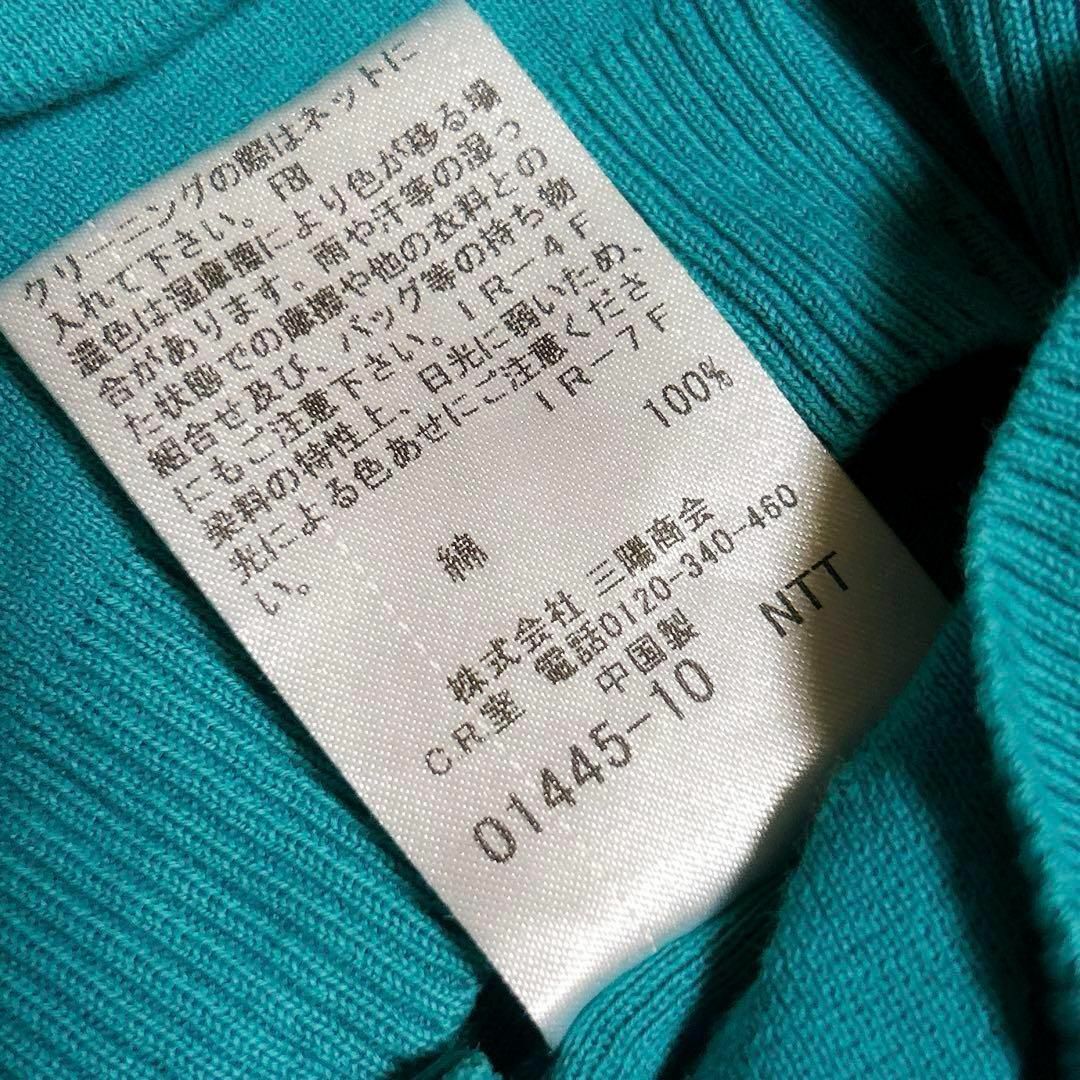 クリーニングの際はネットに
入れて下さい。 FBI
濃色は湿摩擦により色が移る場
合があります。雨や汗等の湿っ
た状態での摩擦や他の衣料との
組合せ及び、バッグ等の持ち物
にもご注意下さい。IR-4F
染料の特性上、日光に弱いため、
光による色あせにご注意くださ
い。 IR-7F
綿 100%
株式会社 三陽商会
CR室 電話0120-340-460
中国製
01445-10 NTT